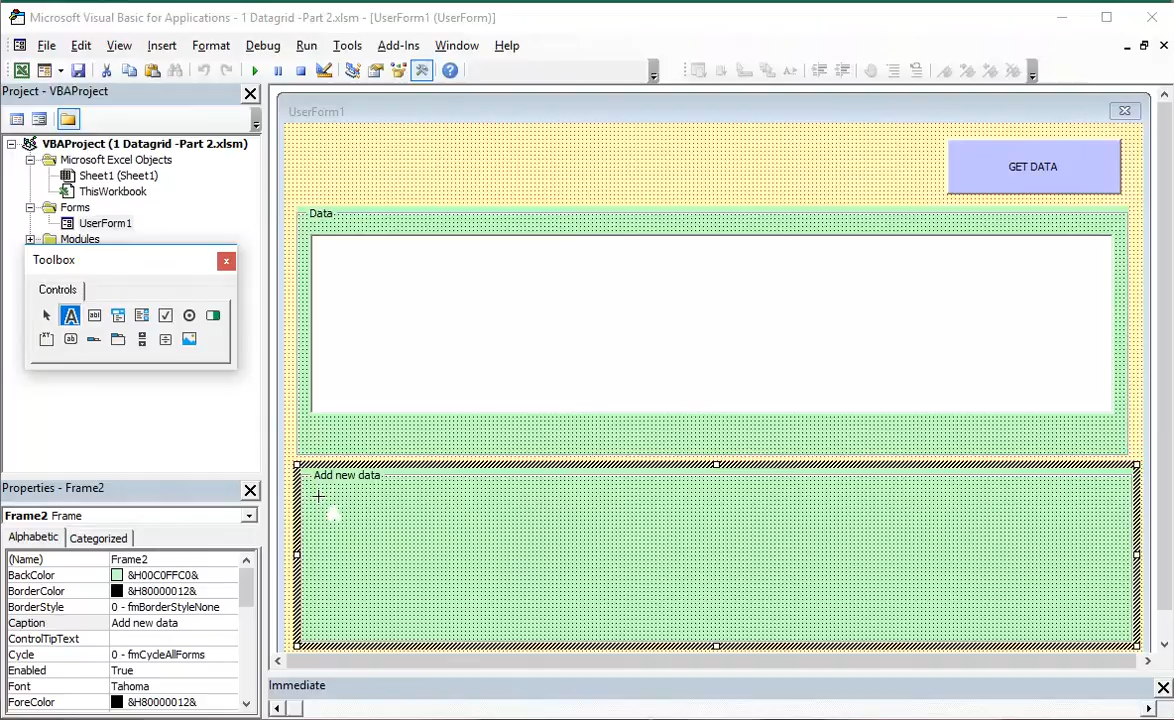 Microsoft Visual Basic for Applications - 1 Datagrid -Part 2.xlsm - [UserForm1 (UserForm)]
File Edit View Insert Format Debug Run Tools Add-Ins Window Help
Project - VBAProject
VBAProject (1 Datagrid -Part 2.xlsm)
Microsoft Excel Objects
Sheet1 (Sheet1)
ThisWorkbook
Forms
UserForm1
Modules
Toolbox
Controls
Properties - Frame2
Frame2 Frame
Alphabetic Categorized
(Name) Frame2
BackColor &H00C0FFC0&
BorderColor &H80000012&
BorderStyle 0 - fmBorderStyleNone
Caption Add new data
ControlTipText
Cycle 0 - fmCycleAllForms
Enabled True
Font Tahoma
ForeColor &H80000012&
UserForm1
GET DATA
Data
Add new data
Immediate